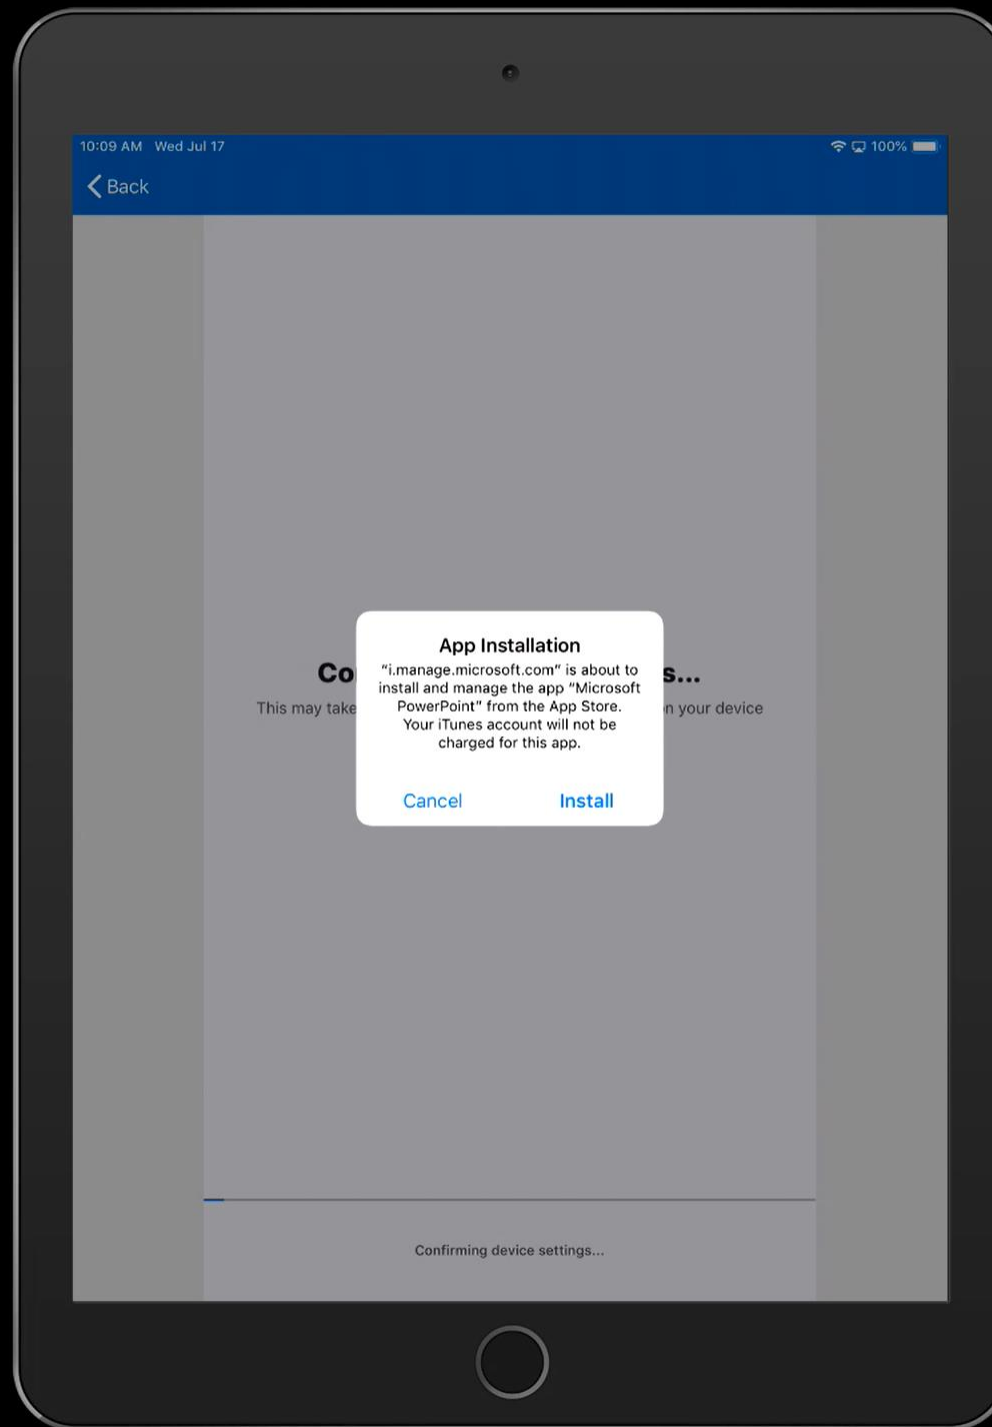 10:09 AM Wed Jul 17
100%
Back
App Installation
"i.manage.microsoft.com" is about to
install and manage the app "Microsoft
PowerPoint" from the App Store.
Your iTunes account will not be
charged for this app.
This may take
your device
Cancel Install
Confirming device settings...